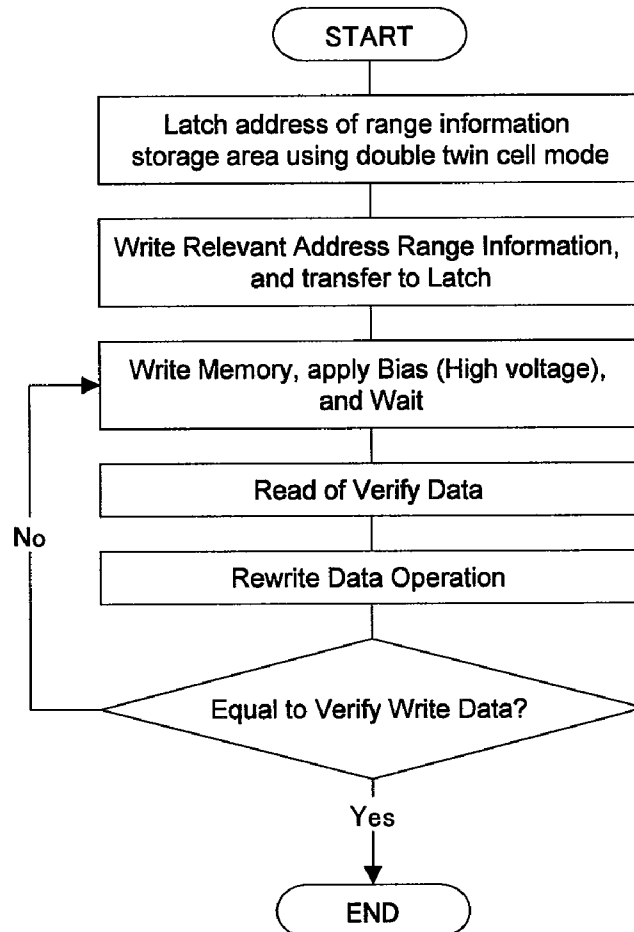 START
Latch address of range information
storage area using double twin cell mode
Write Relevant Address Range Information,
and transfer to Latch
Write Memory, apply Bias (High voltage),
and Wait
Read of Verify Data
No
Rewrite Data Operation
Equal to Verify Write Data?
Yes
END